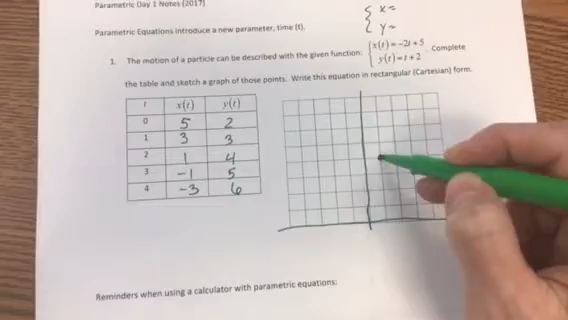 Parametric Day 1 Notes (2017)
{ x=
y=
Parametric Equations introduce a new parameter, time (t).
1. The motion of a particle can be described with the given function: { x(t) = -2t + 5
y(t) = t + 2 . Complete
the table and sketch a graph of those points. Write this equation in rectangular (Cartesian) form.
t x(t) y(t)
0 5 2
1 3 3
2 1 4
3 -1 5
4 -3 6
Reminders when using a calculator with parametric equations: